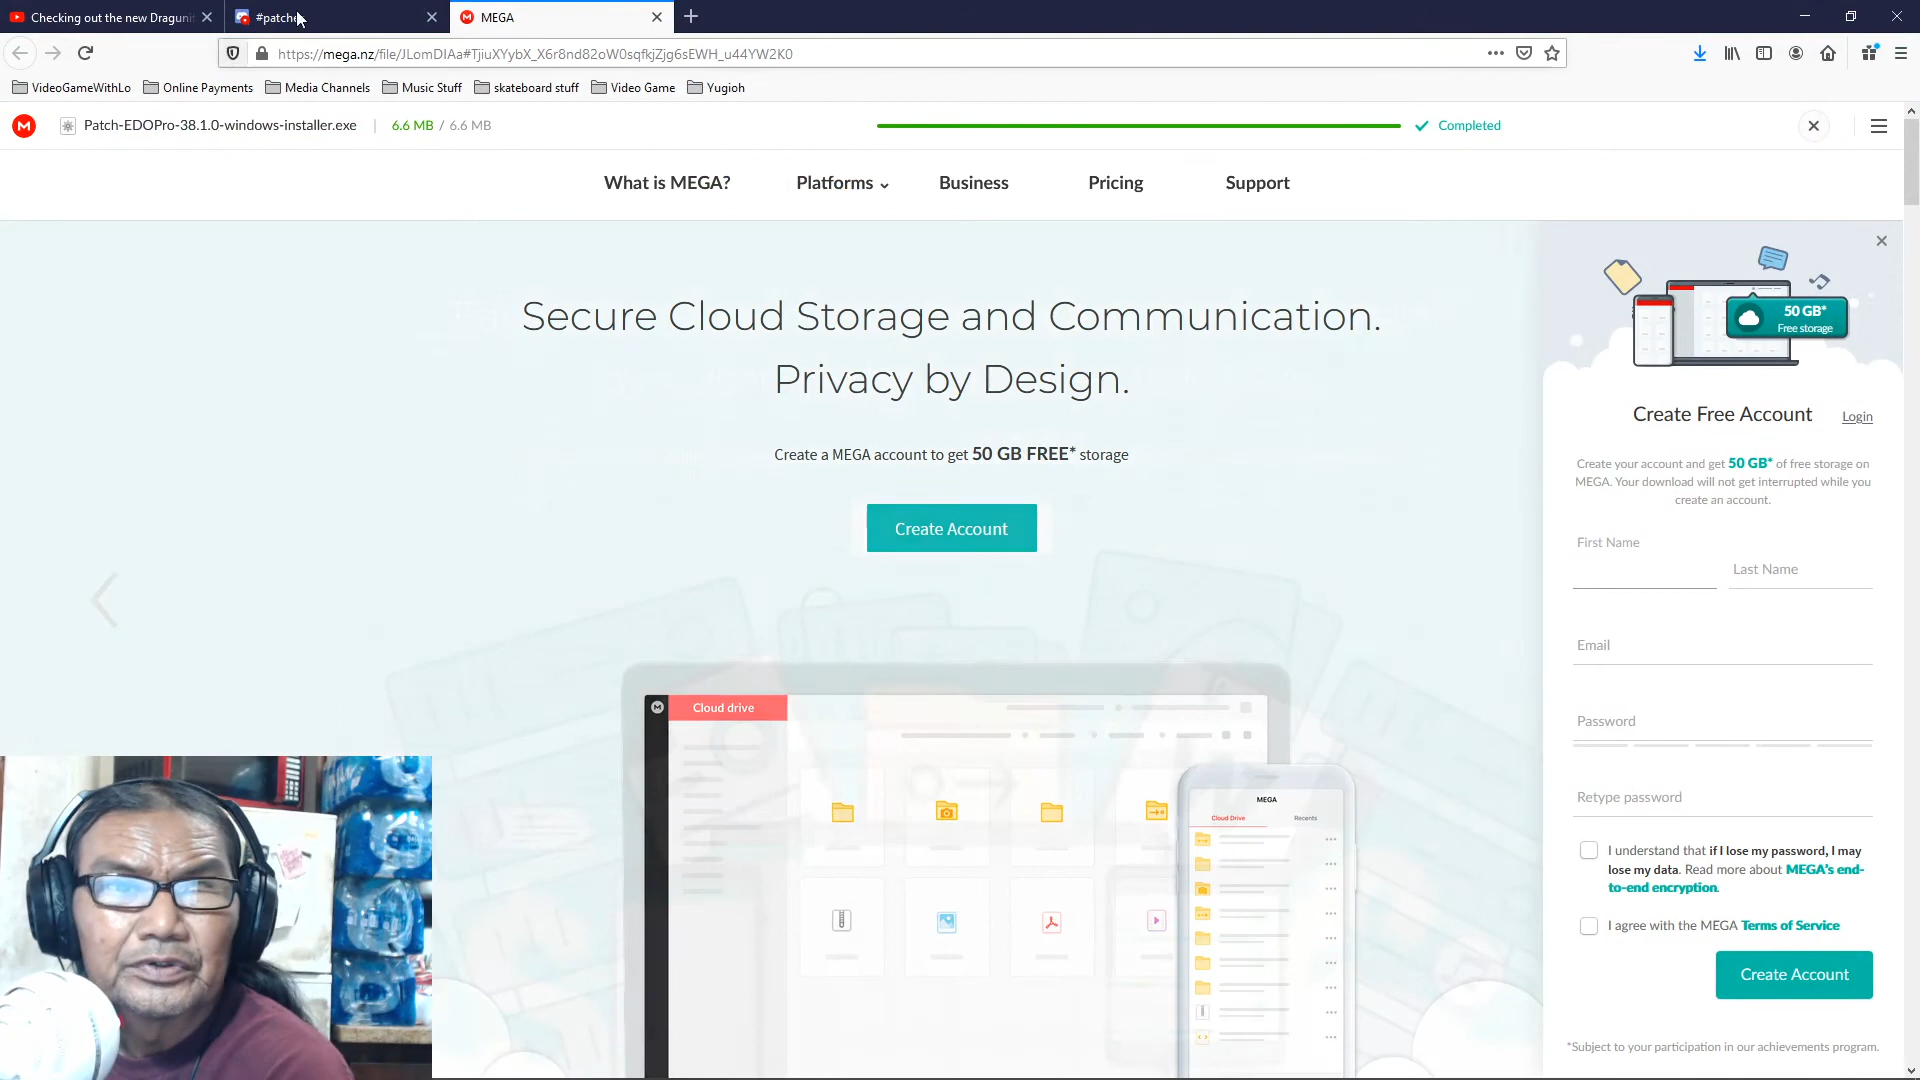 Checking out the new Draguni
#patche
MEGA
https://mega.nz/file/JLomDIAa#TjiuXYybX_X6r8nd82oW0sqfkjZjg6sEWH_u44YW2K0
VideoGameWithLo
Online Payments
Media Channels
Music Stuff
skateboard stuff
Video Game
Yugioh
Patch-EDOPro-38.1.0-windows-installer.exe
6.6 MB / 6.6 MB
Completed
What is MEGA?
Platforms
Business
Pricing
Support
Secure Cloud Storage and Communication.
Privacy by Design.
Create a MEGA account to get 50 GB FREE* storage
Create Account
Cloud drive
MEGA
Cloud Drive
Recents
50 GB*
Free storage
Create Free Account
Login
Create your account and get 50 GB* of free storage on
MEGA. Your download will not get interrupted while you
create an account.
First Name
Last Name
Email
Password
Retype password
I understand that if I lose my password, I may
lose my data. Read more about MEGA's end-
to-end encryption.
I agree with the MEGA Terms of Service
Create Account
*Subject to your participation in our achievements program.